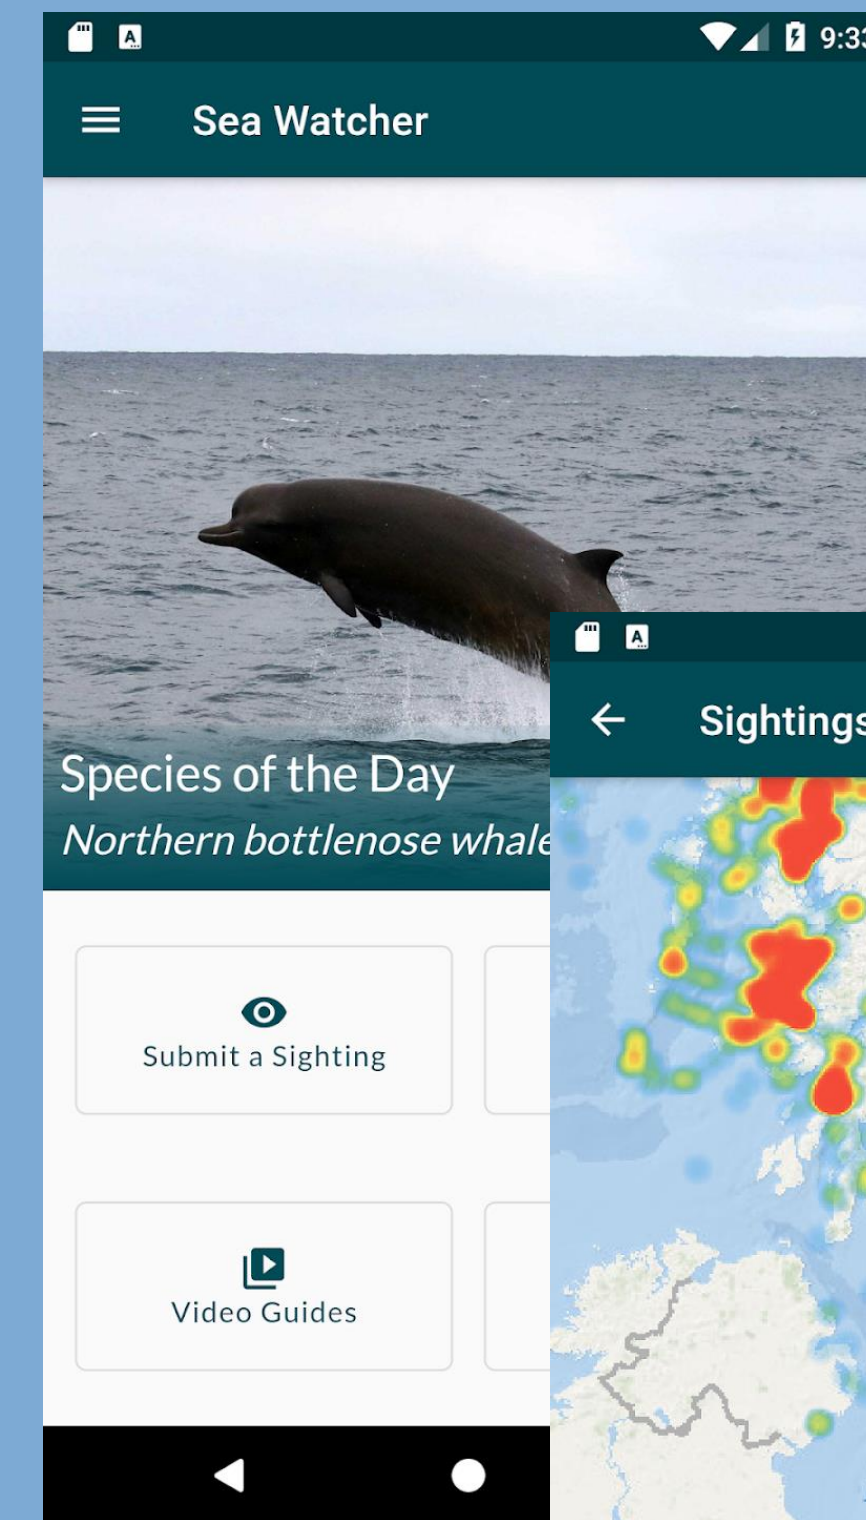 9:33
Sea Watcher
Species of the Day
Northern bottlenose whale
Submit a Sighting
Video Guides
Sightings